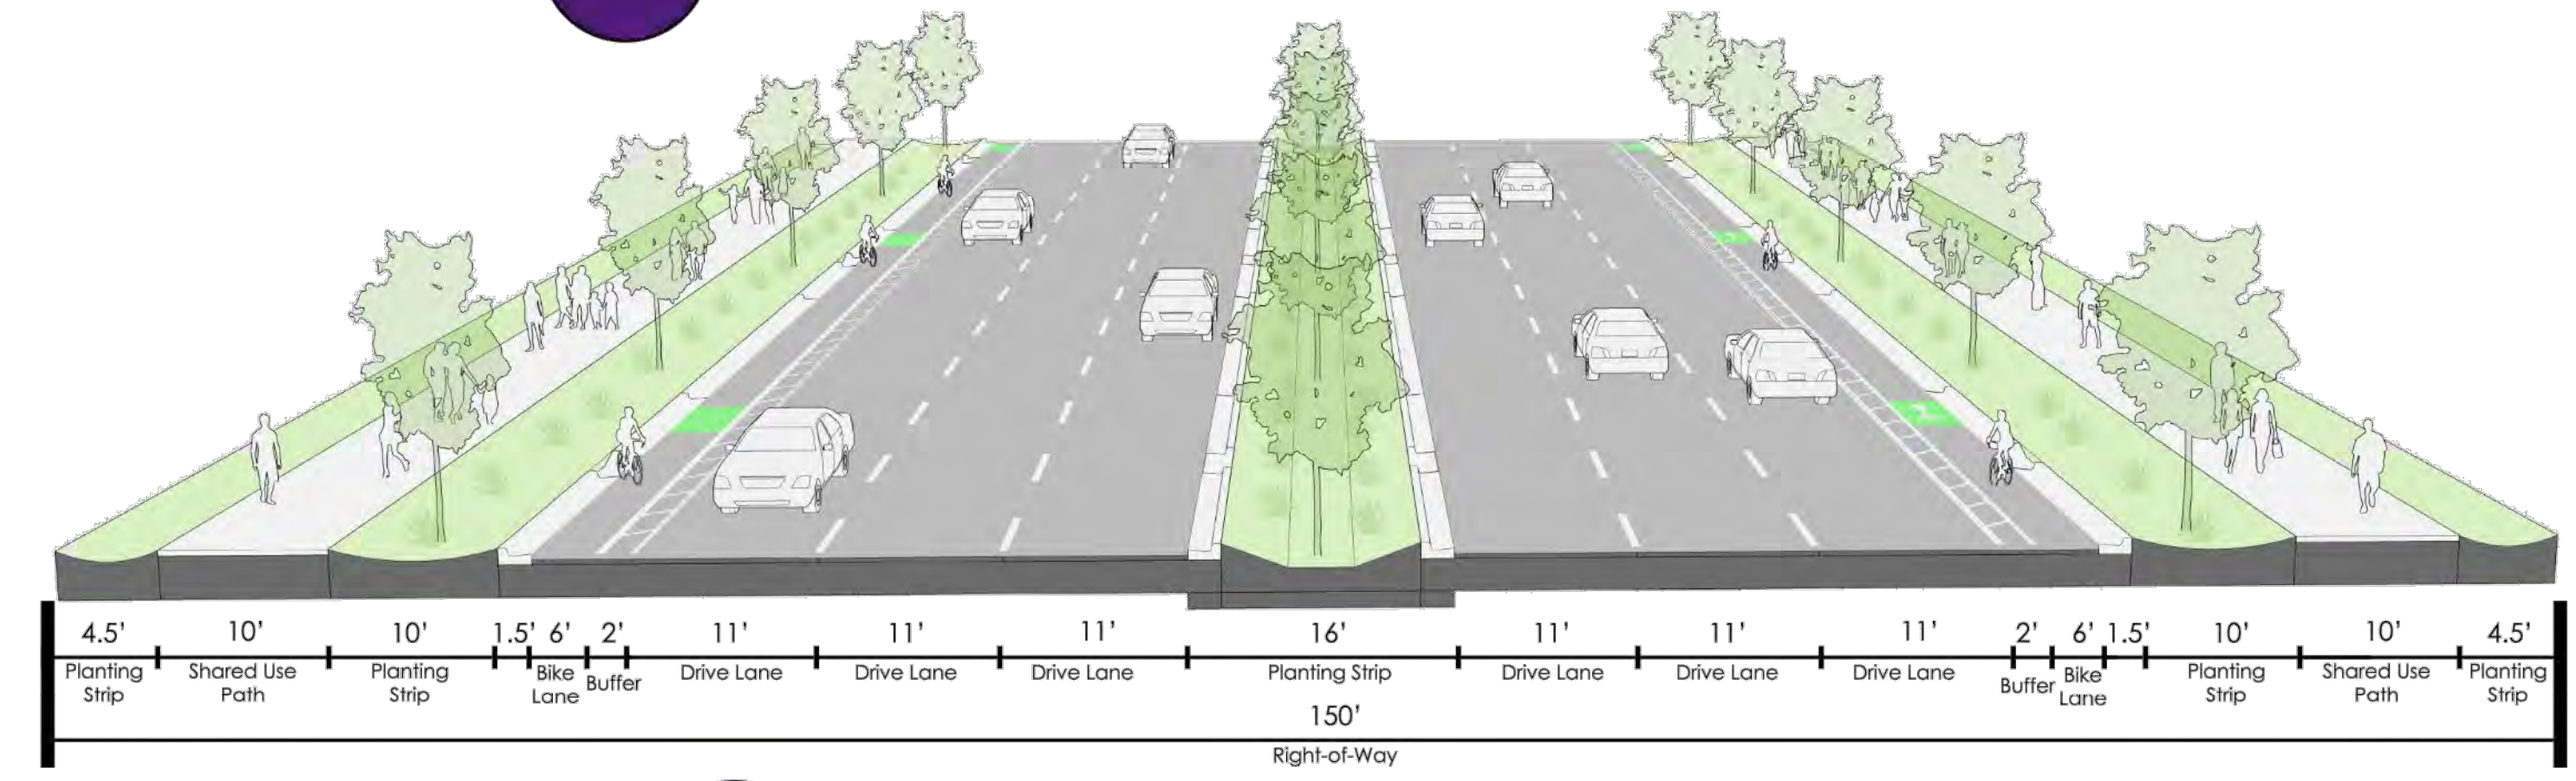 4.5' 10' 10' 1.5' 6' 2' 11' 11' 11' 16' 11' 11' 11' 2' 6' 1.5' 10' 10' 4.5'
Planting Strip
Shared Use Path
Planting Strip
Bike Lane
Buffer
Drive Lane
Drive Lane
Drive Lane
Planting Strip
Drive Lane
Drive Lane
Drive Lane
Buffer
Bike Lane
Planting Strip
Shared Use Path
Planting Strip
150'
Right-of-Way